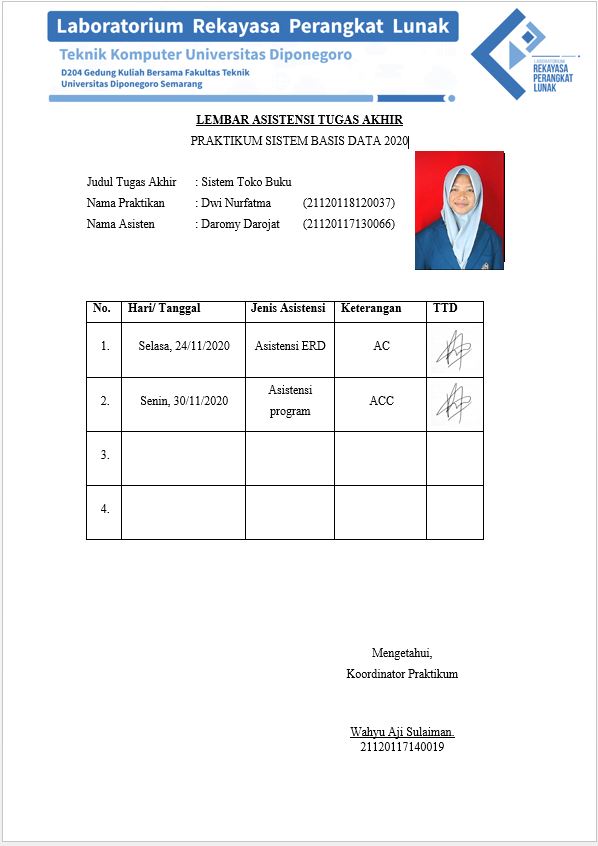 Laboratorium Rekayasa Perangkat Lunak
Teknik Komputer Universitas Diponegoro
D204 Gedung Kuliah Bersama Fakultas Teknik
Universitas Diponegoro Semarang
LABORATORIUM
REKAYASA
PERANGKAT
LUNAK
LEMBAR ASISTENSI TUGAS AKHIR
PRAKTIKUM SISTEM BASIS DATA 2020
Judul Tugas Akhir : Sistem Toko Buku
Nama Praktikan : Dwi Nurfatma (21120118120037)
Nama Asisten : Daromy Darojat (21120117130066)
No. Hari/ Tanggal Jenis Asistensi Keterangan TTD
1. Selasa, 24/11/2020 Asistensi ERD AC
2. Senin, 30/11/2020 Asistensi program ACC
3.
4.
Mengetahui,
Koordinator Praktikum
Wahyu Aji Sulaiman.
21120117140019